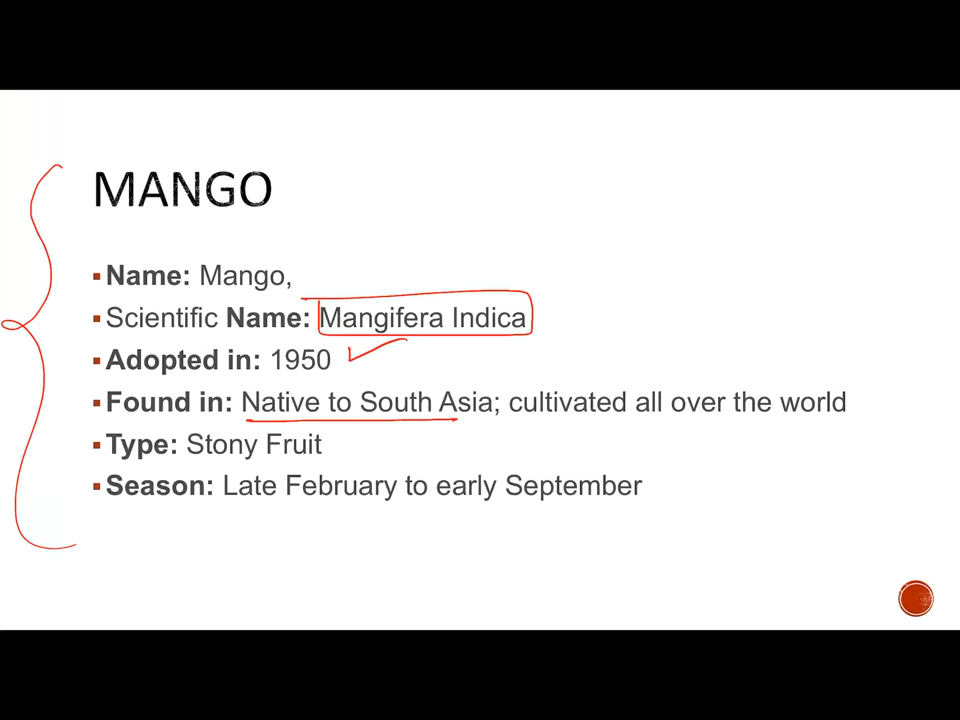 MANGO
Name: Mango,
Scientific Name: Mangifera Indica
Adopted in: 1950
Found in: Native to South Asia; cultivated all over the world
Type: Stony Fruit
Season: Late February to early September